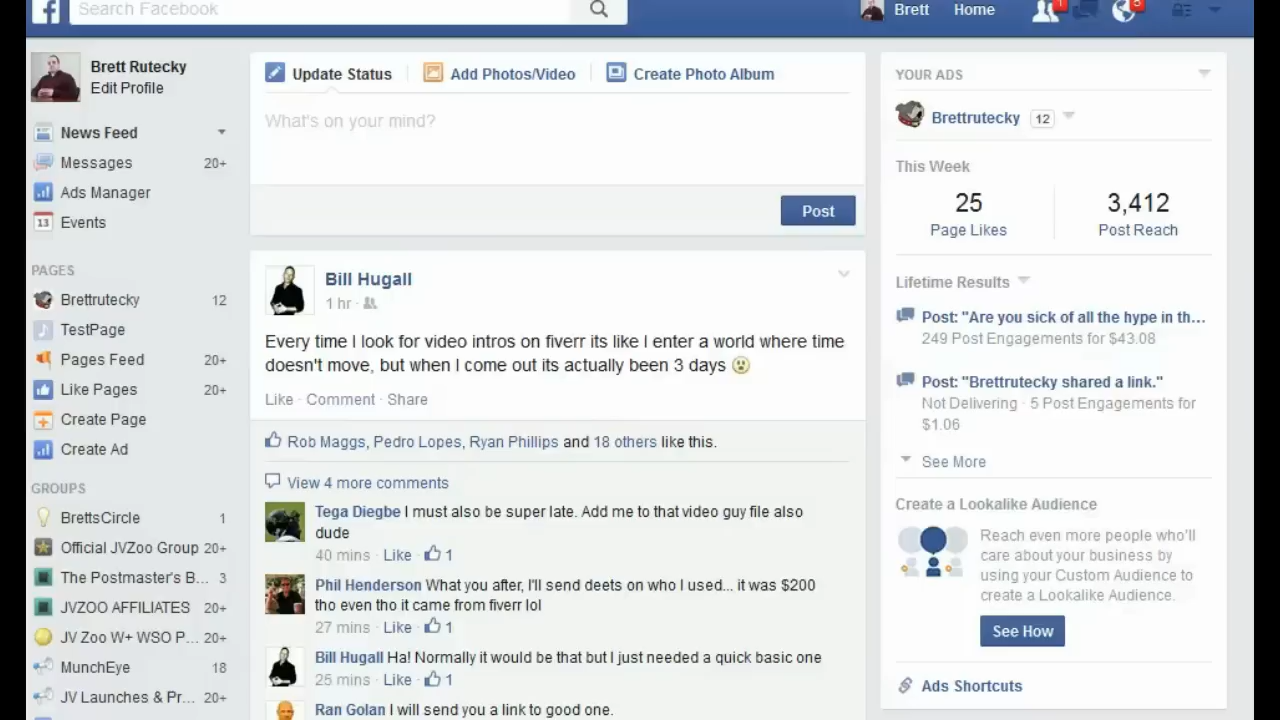 Search Facebook
Brett Home 1
Brett Rutecky
Edit Profile
News Feed
Messages 20+
Ads Manager
13 Events
PAGES
Brettrutecky 12
TestPage
Pages Feed 20+
Like Pages 20+
Create Page
Create Ad
GROUPS
BrettsCircle 1
Official JVZoo Group 20+
The Postmaster's B... 3
JVZOO AFFILIATES 20+
JV Zoo W+ WSO P... 20+
MunchEye 18
JV Launches & Pr... 20+
Update Status Add Photos/Video Create Photo Album
What's on your mind?
Post
Bill Hugall
1 hr ·
Every time I look for video intros on fiverr its like I enter a world where time
doesn't move, but when I come out its actually been 3 days
Like · Comment · Share
Rob Maggs, Pedro Lopes, Ryan Phillips and 18 others like this.
View 4 more comments
Tega Diegbe I must also be super late. Add me to that video guy file also
dude
40 mins · Like · 1
Phil Henderson What you after, I'll send deets on who I used... it was $200
tho even tho it came from fiverr lol
27 mins · Like · 1
Bill Hugall Ha! Normally it would be that but I just needed a quick basic one
25 mins · Like · 1
Ran Golan I will send you a link to good one.
YOUR ADS
Brettrutecky 12
This Week
25 3,412
Page Likes Post Reach
Lifetime Results
Post: "Are you sick of all the hype in th...
249 Post Engagements for $43.08
Post: "Brettrutecky shared a link."
Not Delivering · 5 Post Engagements for
$1.06
See More
Create a Lookalike Audience
Reach even more people who'll
care about your business by
using your Custom Audience to
create a Lookalike Audience.
See How
Ads Shortcuts